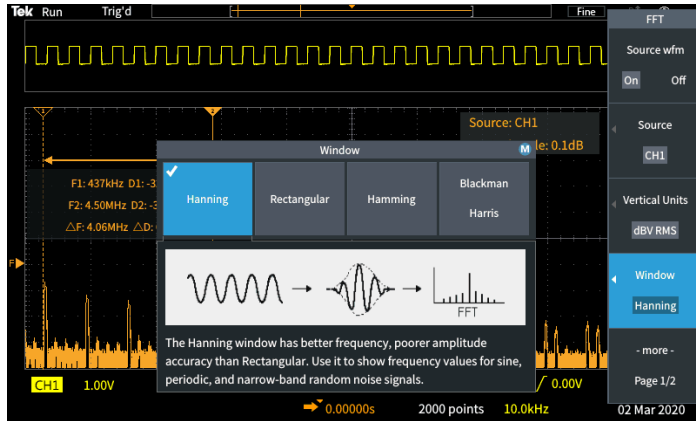 Tek Run Trig'd Fine
FFT
Source wfm
On Off
Source
CH1
Vertical Units
dBV RMS
Window
Hanning
- more -
Page 1/2
Source: CH1
le: 0.1dB
F1: 437kHz D1: -3
F2: 4.50MHz D2: -3
△F: 4.06MHz △D:
Window M
Hanning
Rectangular
Hamming
Blackman
Harris
FFT
The Hanning window has better frequency, poorer amplitude
accuracy than Rectangular. Use it to show frequency values for sine,
periodic, and narrow-band random noise signals.
F
CH1 1.00V 0.00V
0.00000s 2000 points 10.0kHz 02 Mar 2020